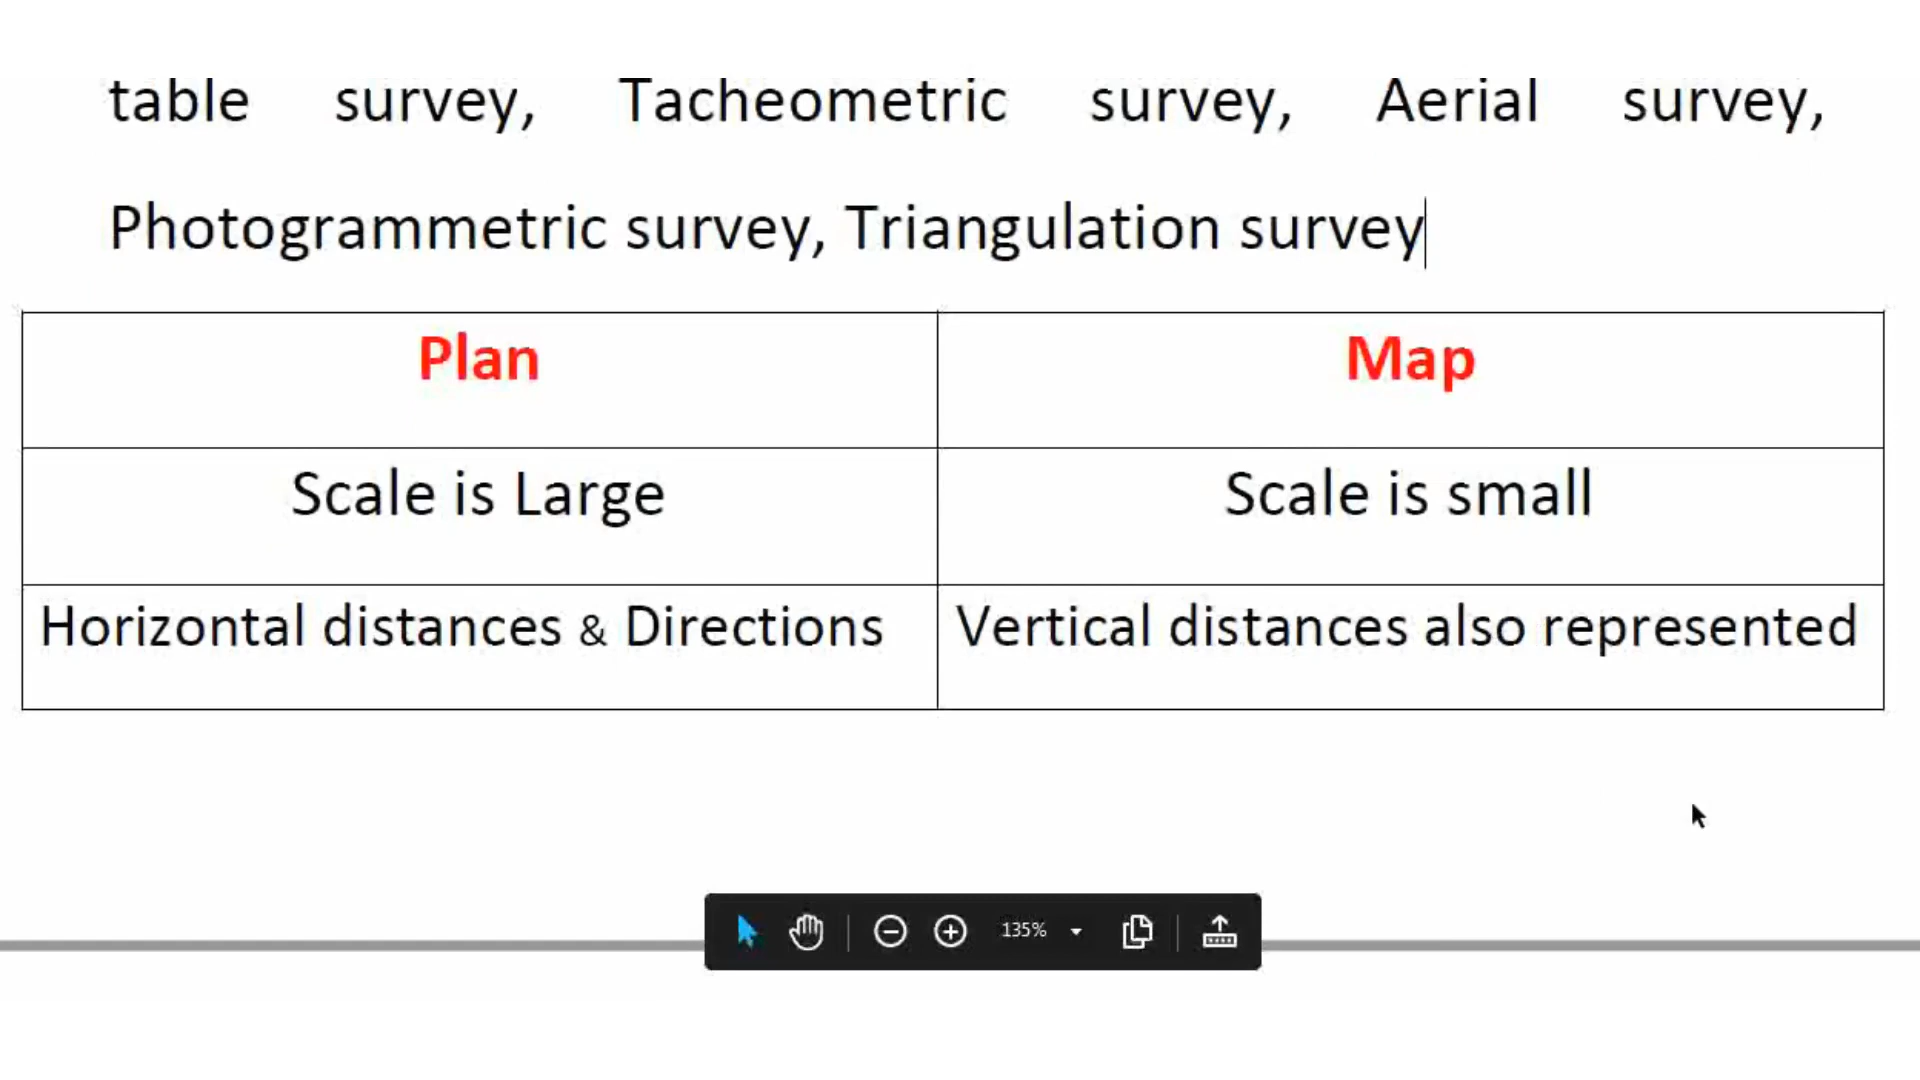 table survey, Tacheometric survey, Aerial survey,
Photogrammetric survey, Triangulation survey
Plan Map
Scale is Large Scale is small
Horizontal distances & Directions Vertical distances also represented
135%